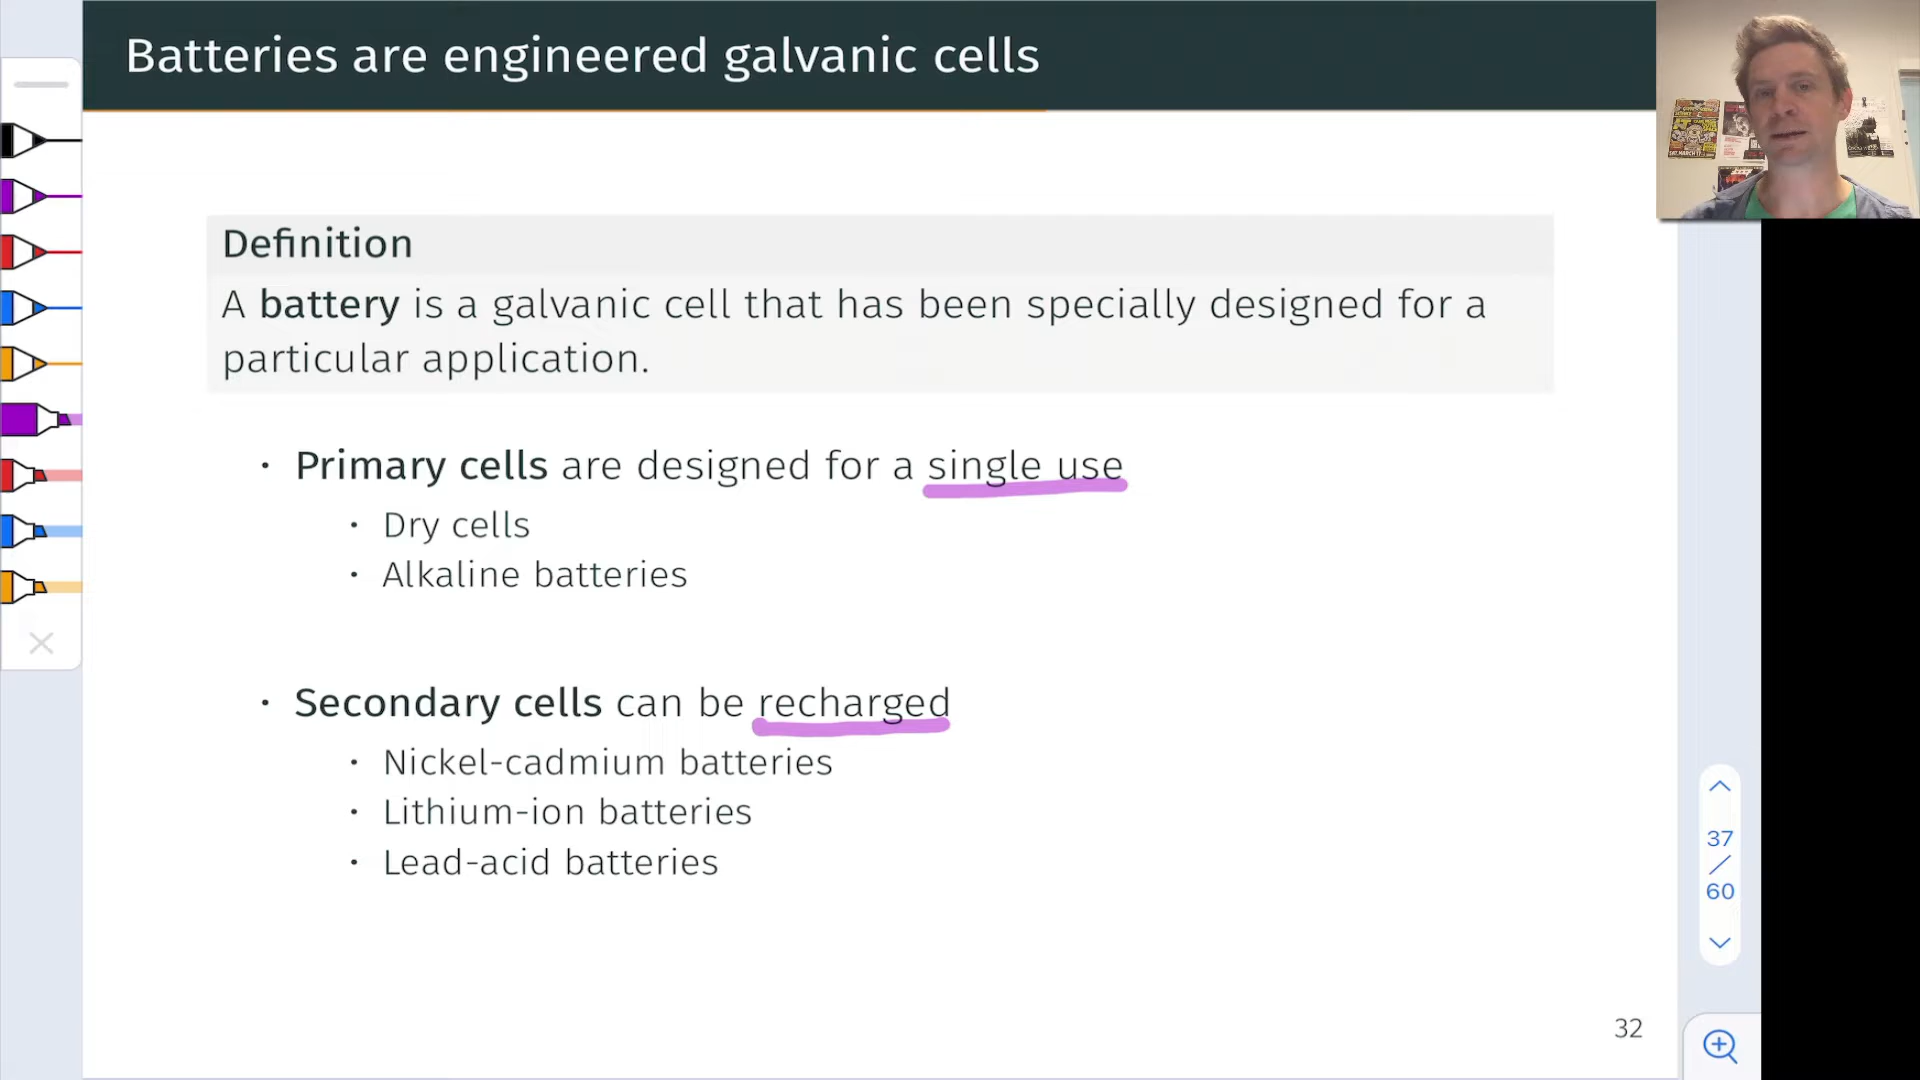 Batteries are engineered galvanic cells
Definition
A battery is a galvanic cell that has been specially designed for a
particular application.
• Primary cells are designed for a single use
• Dry cells
• Alkaline batteries
• Secondary cells can be recharged
• Nickel-cadmium batteries
• Lithium-ion batteries
• Lead-acid batteries
37
/
60
32